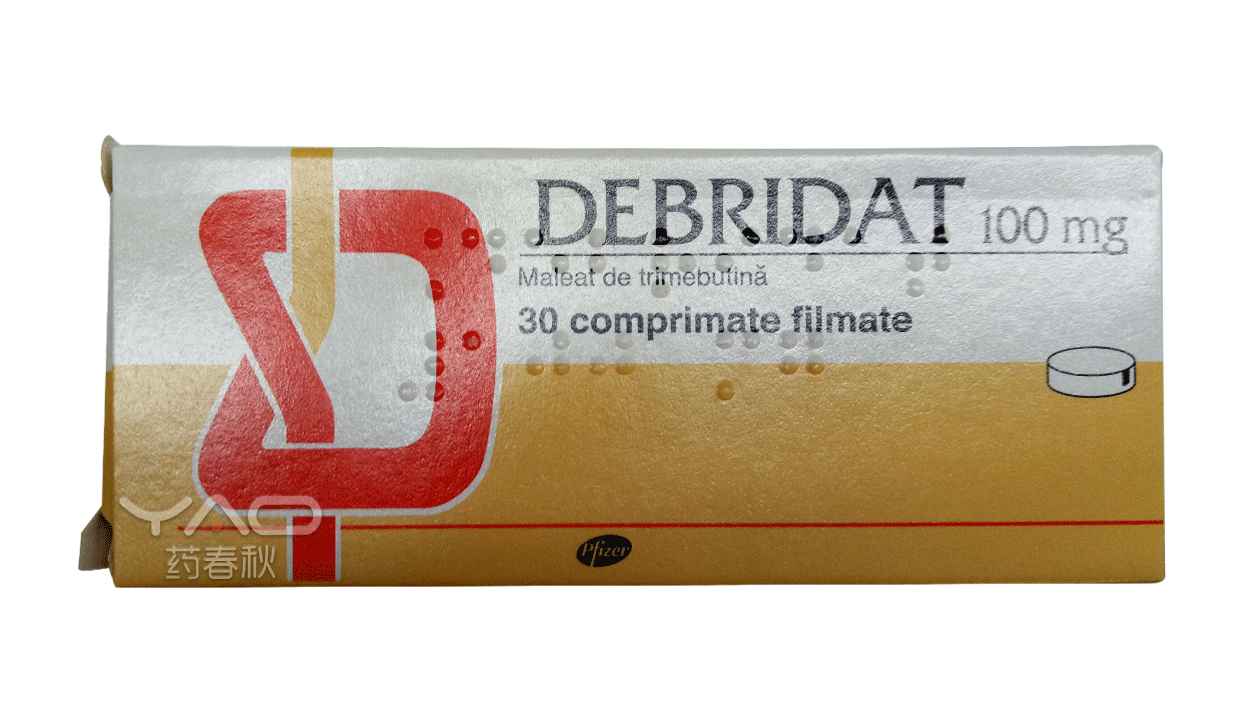 DEBRIDAT 100 mg
Maleat de trimebutină
30 comprimate filmate
Pfizer
YAO
药春秋